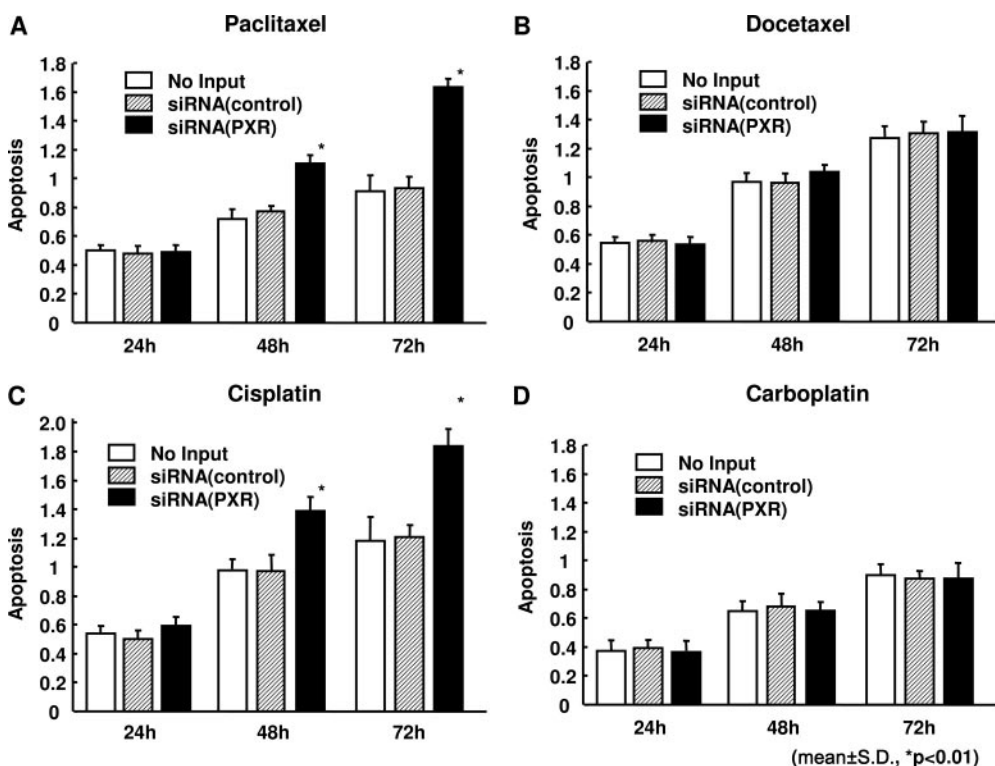 A
Paclitaxel
1.8
1.6
1.4
1.2
1
0.8
0.6
0.4
0.2
0
Apoptosis
No Input
siRNA(control)
siRNA(PXR)
*
*
24h
48h
72h
B
Docetaxel
1.8
1.6
1.4
1.2
1
0.8
0.6
0.4
0.2
0
Apoptosis
No Input
siRNA(control)
siRNA(PXR)
24h
48h
72h
C
Cisplatin
2.0
1.8
1.6
1.4
1.2
1
0.8
0.6
0.4
0.2
0
Apoptosis
No Input
siRNA(control)
siRNA(PXR)
*
*
24h
48h
72h
D
Carboplatin
1.8
1.6
1.4
1.2
1
0.8
0.6
0.4
0.2
0
Apoptosis
No Input
siRNA(control)
siRNA(PXR)
24h
48h
72h
(mean±S.D., *p<0.01)